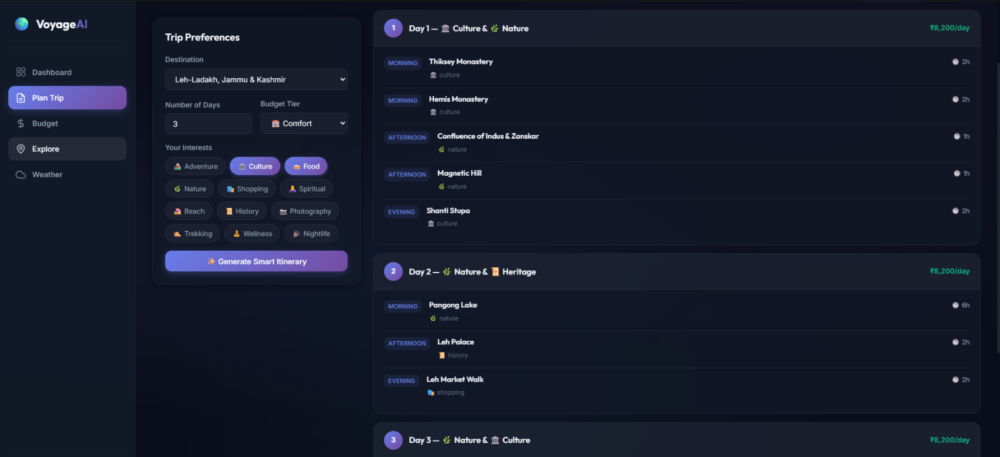 VoyageAI
Dashboard
Plan Trip
Budget
Explore
Weather
Trip Preferences
Destination
Leh-Ladakh, Jammu & Kashmir
Number of Days
Budget Tier
3
Comfort
Your Interests
Adventure Culture Food
Nature Shopping Spiritual
Beach History Photography
Trekking Wellness Nightlife
✨ Generate Smart Itinerary
1 Day 1 — 🏛️ Culture & 🌿 Nature ₹8,200/day
MORNING Thiksey Monastery 2h
culture
MORNING Hemis Monastery 2h
culture
AFTERNOON Confluence of Indus & Zanskar 1h
nature
AFTERNOON Magnetic Hill 1h
nature
EVENING Shanti Stupa 2h
culture
2 Day 2 — 🌿 Nature & 📜 Heritage ₹8,200/day
MORNING Pangong Lake 6h
nature
AFTERNOON Leh Palace 2h
history
EVENING Leh Market Walk 2h
shopping
3 Day 3 — 🌿 Nature & 🏛️ Culture ₹8,200/day